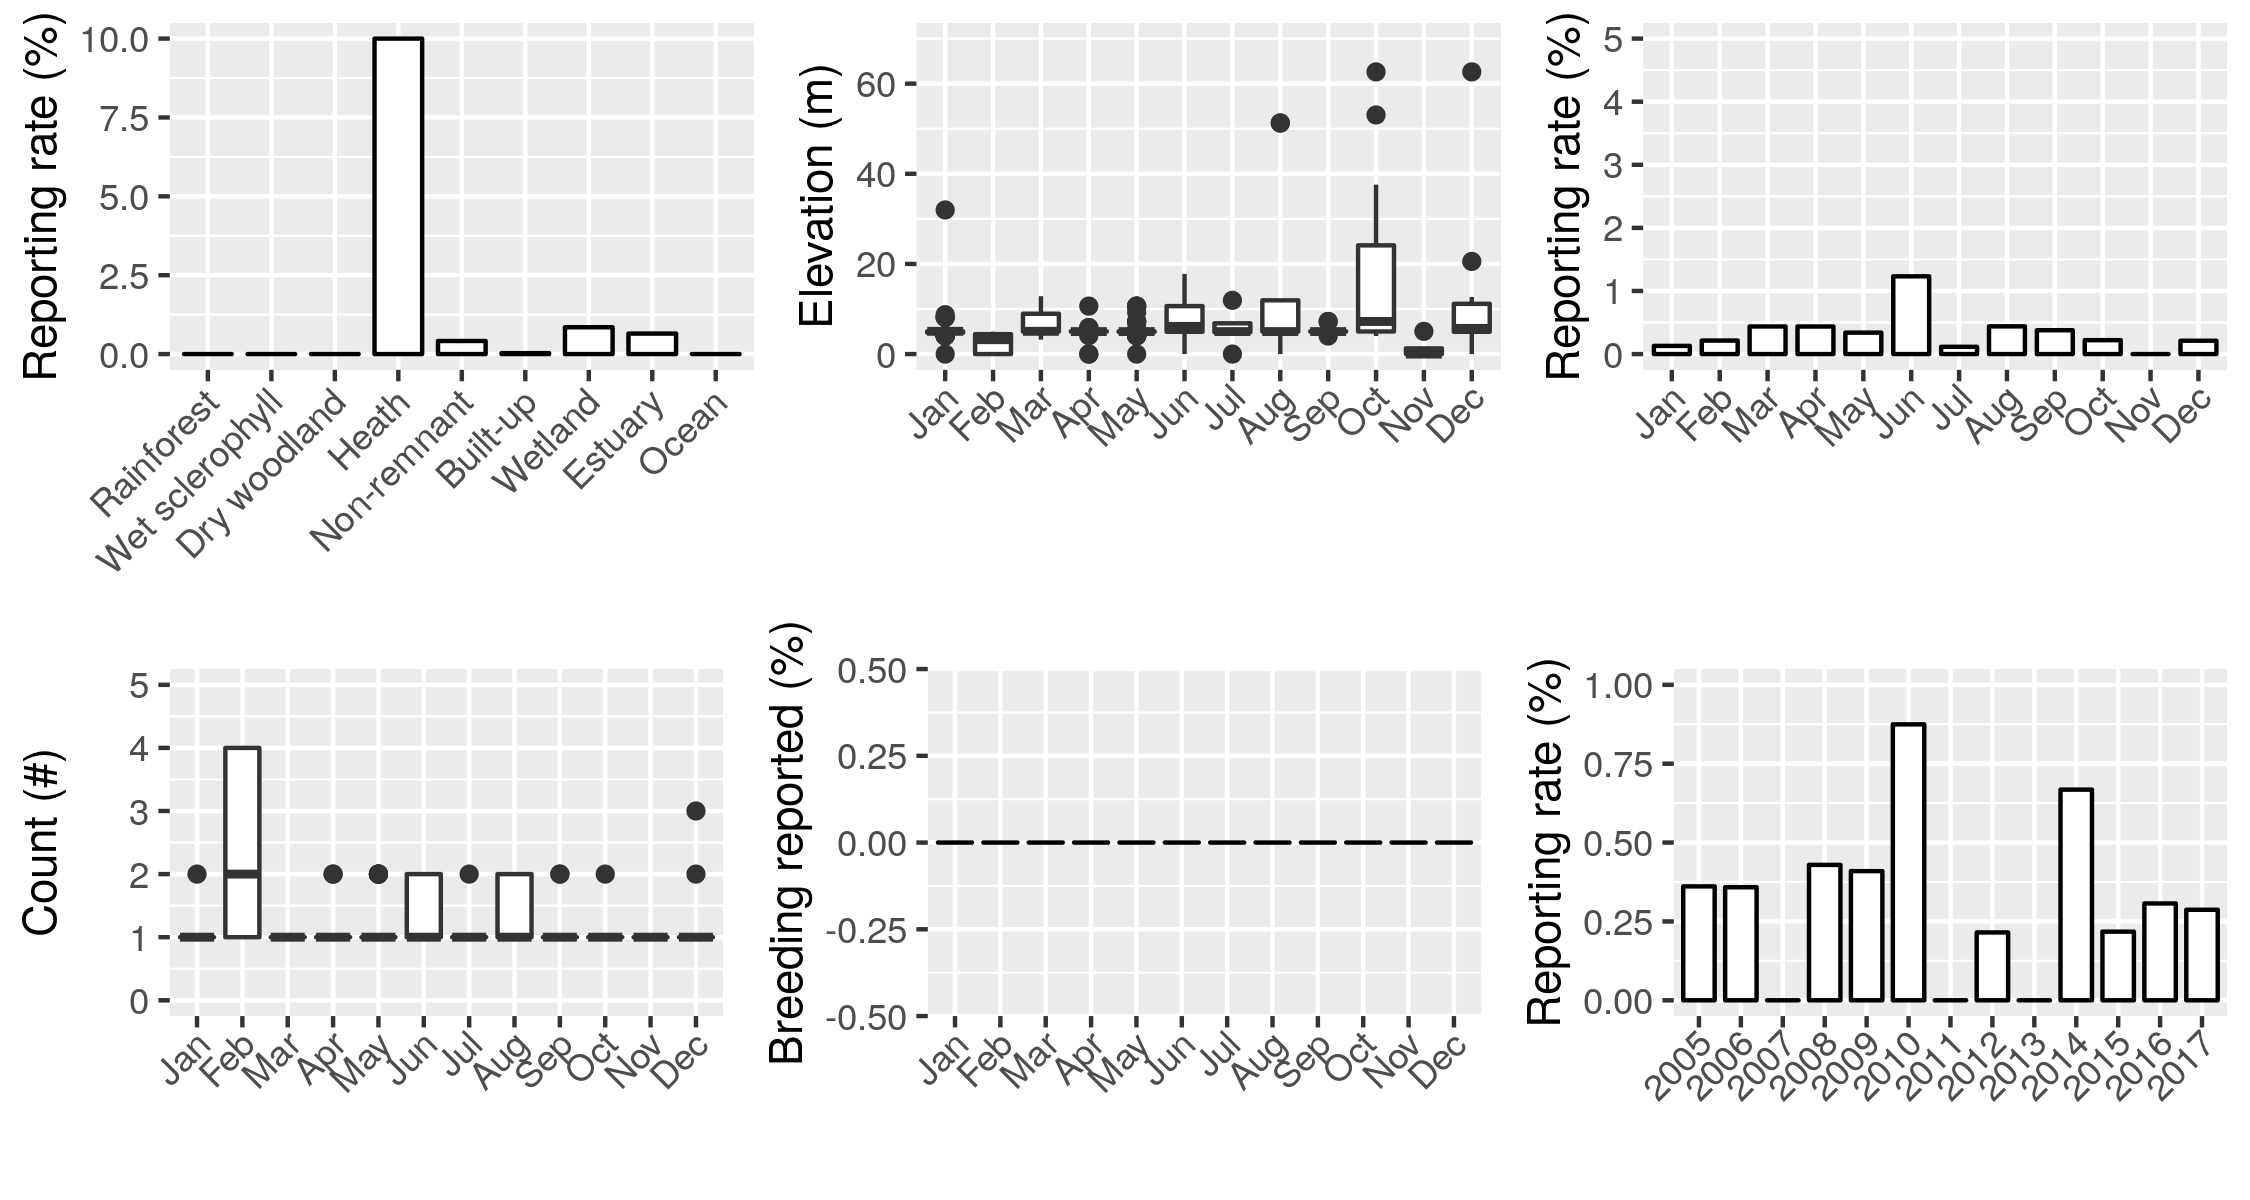 Reporting rate (%)
10.0
7.5
5.0
2.5
0.0
Rainforest
Wet sclerophyll
Dry woodland
Heath
Non-remnant
Built-up
Wetland
Estuary
Ocean
Elevation (m)
60
40
20
0
Jan Feb Mar Apr May Jun Jul Aug Sep Oct Nov Dec
Reporting rate (%)
5
4
3
2
1
0
Jan Feb Mar Apr May Jun Jul Aug Sep Oct Nov Dec
Count (#)
5
4
3
2
1
0
Jan Feb Mar Apr May Jun Jul Aug Sep Oct Nov Dec
Breeding reported (%)
0.50
0.25
0.00
-0.25
-0.50
Jan Feb Mar Apr May Jun Jul Aug Sep Oct Nov Dec
Reporting rate (%)
1.00
0.75
0.50
0.25
0.00
2005 2006 2007 2008 2009 2010 2011 2012 2013 2014 2015 2016 2017